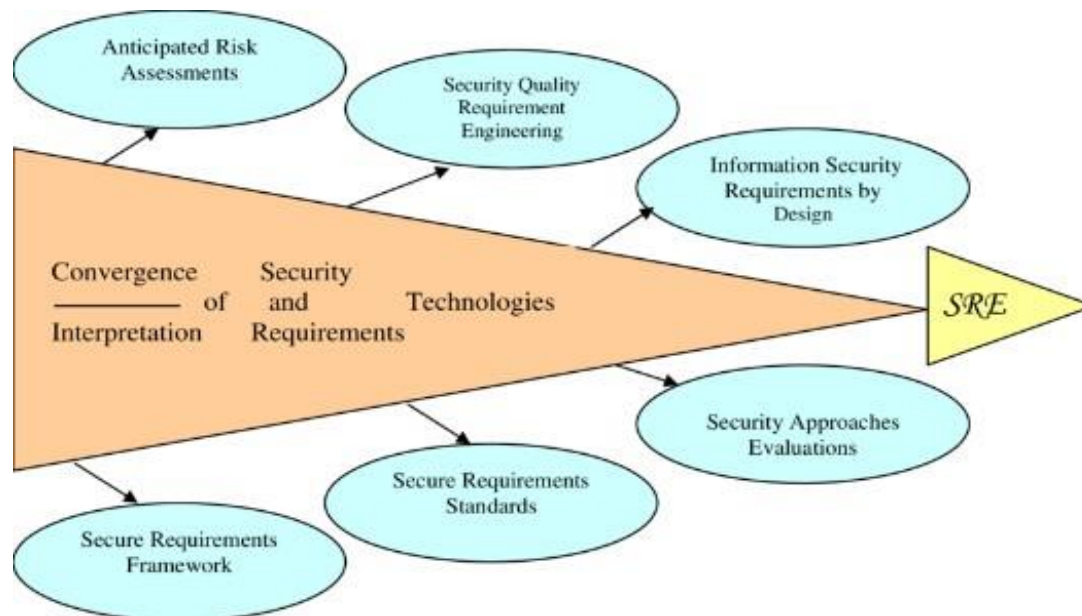 Anticipated Risk
Assessments
Security Quality
Requirement
Engineering
Information Security
Requirements by
Design
Convergence Security
of and Technologies
Interpretation Requirements
SRE
Security Approaches
Evaluations
Secure Requirements
Standards
Secure Requirements
Framework